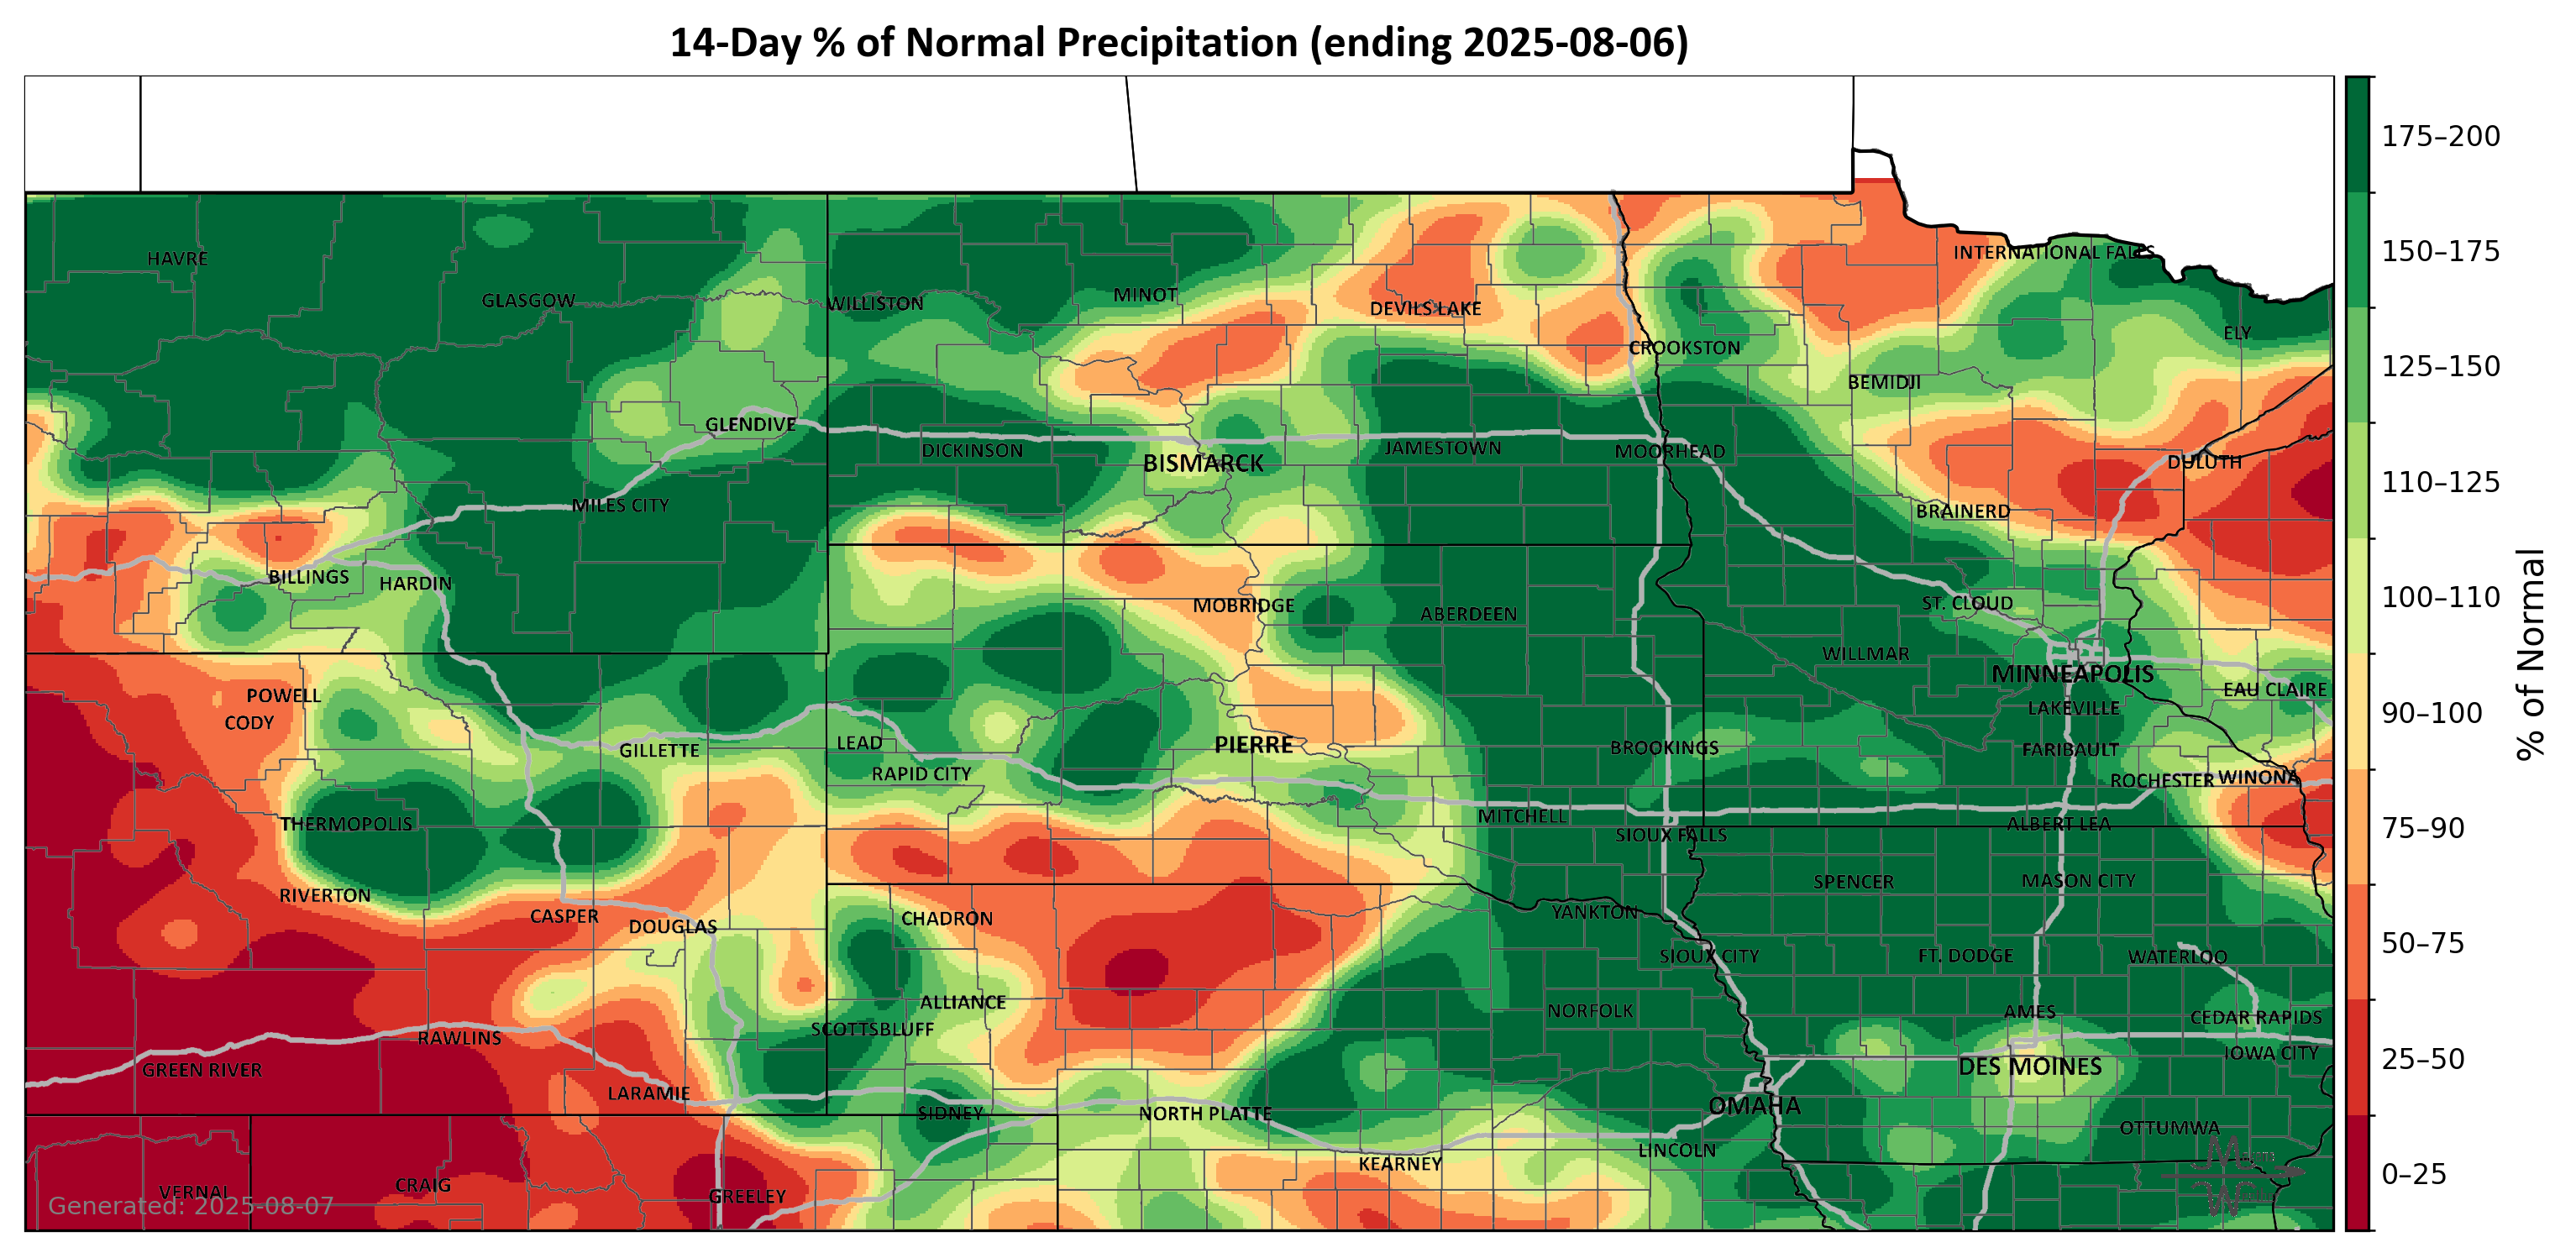 14-Day % of Normal Precipitation (ending 2025-08-06)
175–200
HAVRE
INTERNATIONAL FALLS
150–175
GLASGOW
WILLISTON
MINOT
DEVILS LAKE
ELY
CROOKSTON
125–150
BEMIDJI
GLENDIVE
DICKINSON
BISMARCK
JAMESTOWN
MOORHEAD
DULUTH
110–125
MILES CITY
BRAINERD
BILLINGS
HARDIN
MOBRIDGE
ABERDEEN
ST. CLOUD
100–110
WILLMAR
MINNEAPOLIS
POWELL
CODY
EAU CLAIRE
LAKEVILLE
90–100
% of Normal
GILLETTE
LEAD
PIERRE
BROOKINGS
FARIBAULT
RAPID CITY
ROCHESTER
WINONA
THERMOPOLIS
MITCHELL
SIOUX FALLS
ALBERT LEA
75–90
RIVERTON
SPENCER
MASON CITY
CASPER
DOUGLAS
CHADRON
YANKTON
50–75
SIOUX CITY
FT. DODGE
WATERLOO
ALLIANCE
NORFOLK
AMES
CEDAR RAPIDS
SCOTTSBLUFF
RAWLINS
IOWA CITY
25–50
GREEN RIVER
DES MOINES
LARAMIE
SIDNEY
NORTH PLATTE
OMAHA
OTTUMWA
LINCOLN
KEARNEY
0–25
VERNAL
CRAIG
GREELEY
Generated: 2025-08-07